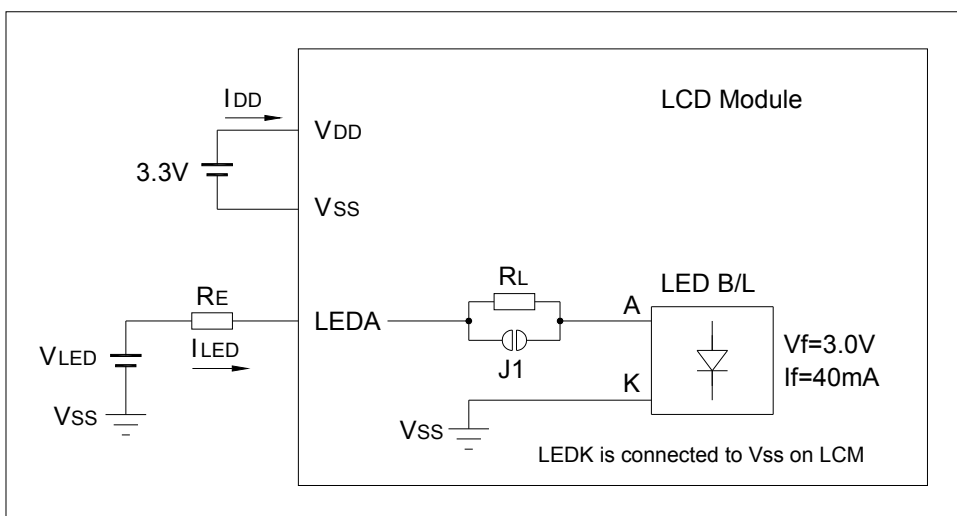 IDD
LCD Module
VDD
3.3V
VSS
RL
LED B/L
RE
LEDA
A
VLED
ILED
J1
Vf=3.0V
If=40mA
K
VSS
VSS
LEDK is connected to Vss on LCM